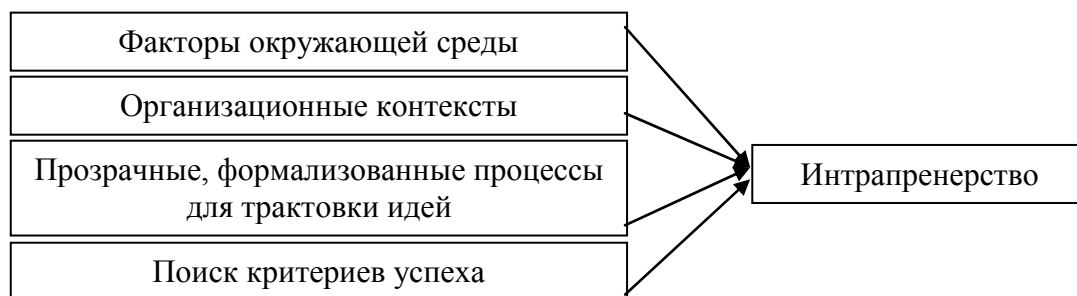 Факторы окружающей среды
Организационные контексты
Прозрачные, формализованные процессы
для трактовки идей
Интрапренерство
Поиск критериев успеха